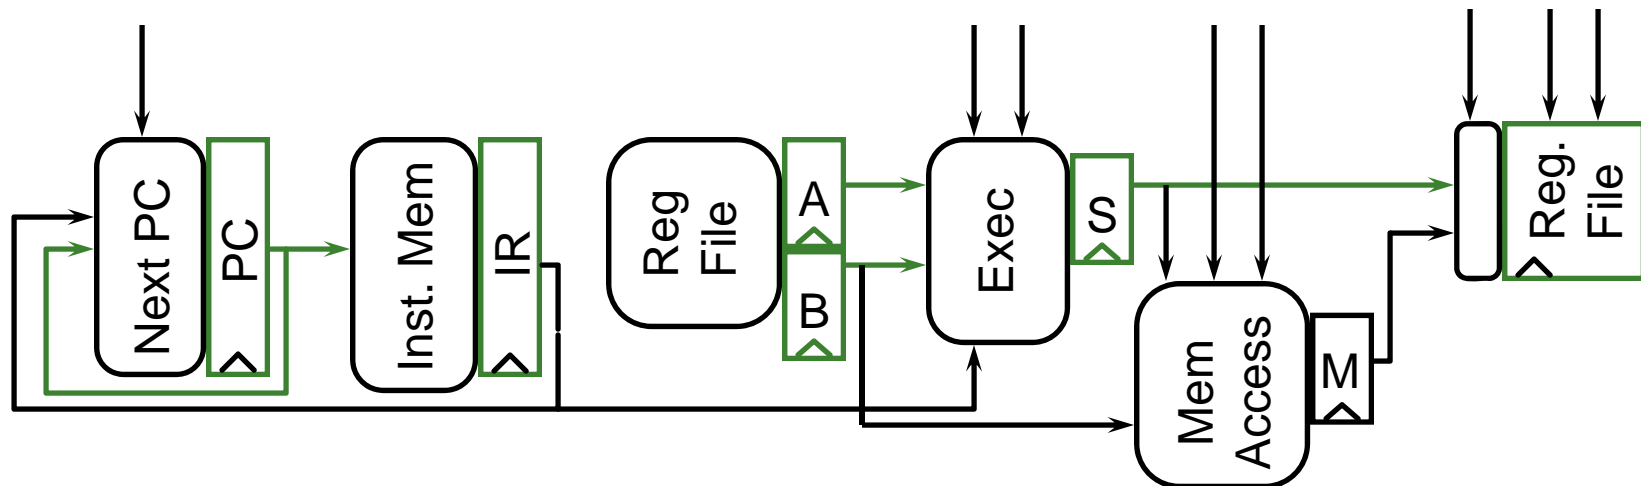 Next PC
PC
Inst. Mem
IR
Reg
File
A
B
Exec
S
Mem
Access
M
Reg.
File